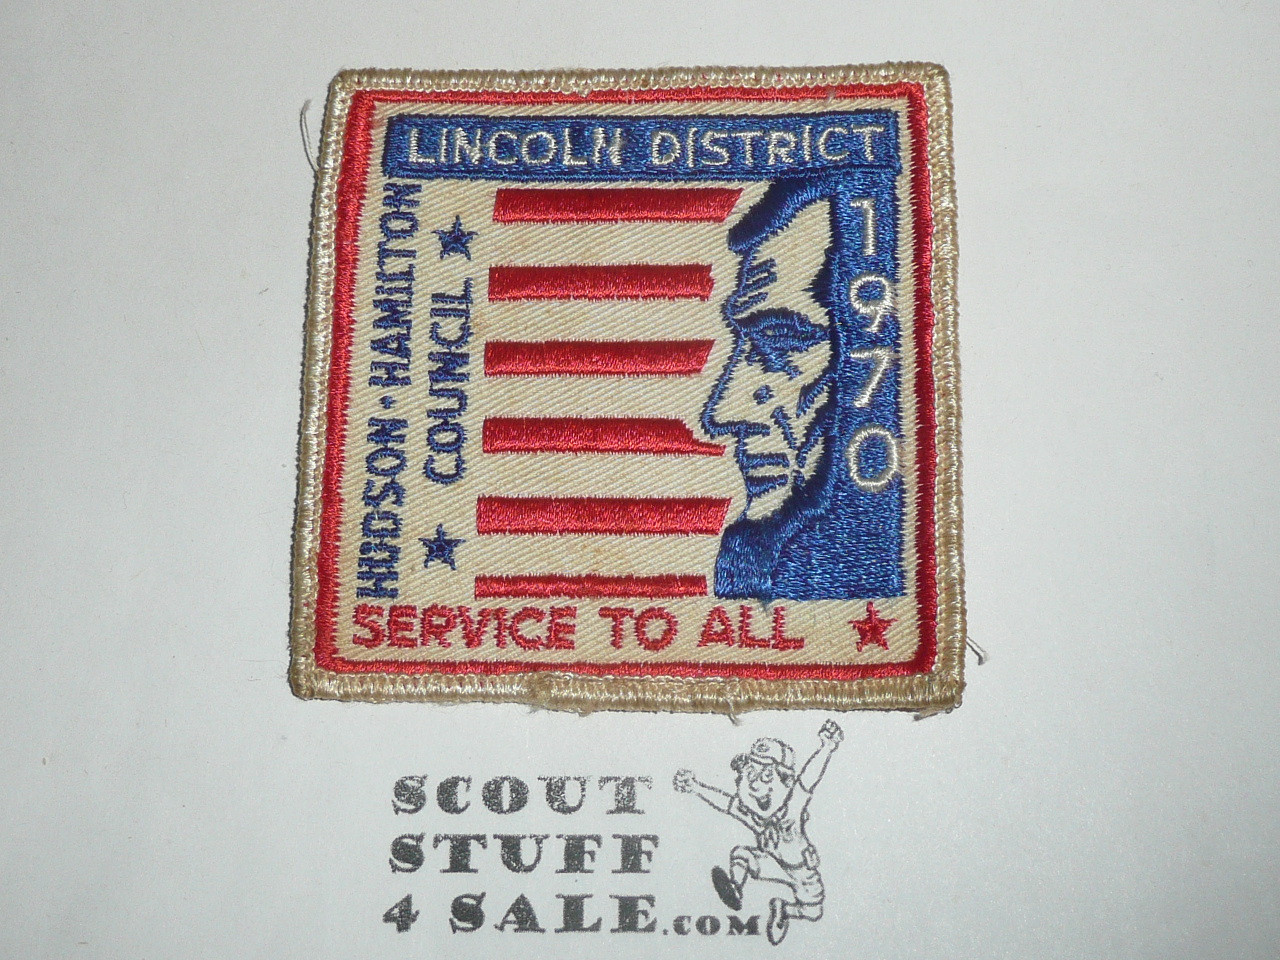 LINCOLN DISTRICT
1970
HUDSON · HAMILTON
★ COUNCIL ★
SERVICE TO ALL ★
SCOUT
STUFF
4 SALE.COM